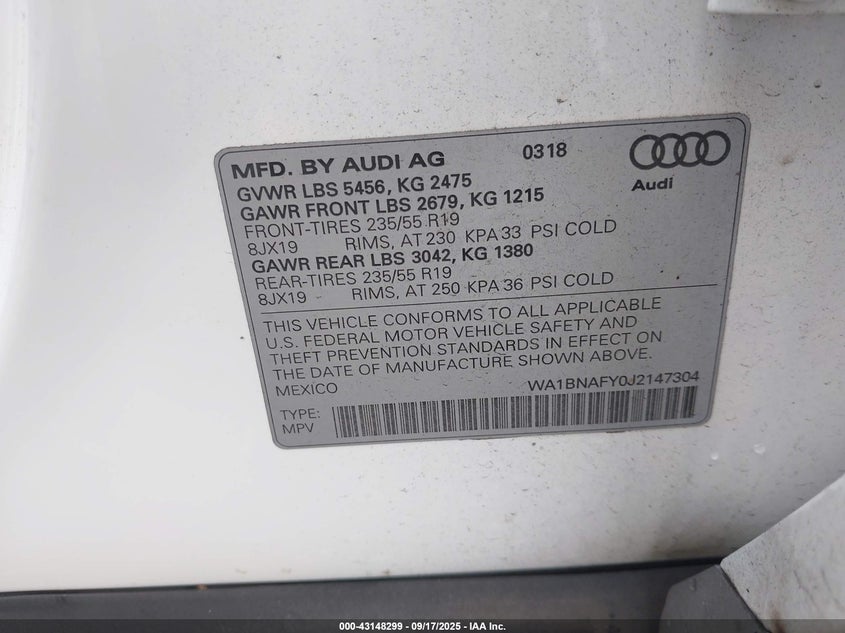 MFD. BY AUDI AG 0318
Audi
GVWR LBS 5456, KG 2475
GAWR FRONT LBS 2679, KG 1215
FRONT-TIRES 235/55 R19
8JX19 RIMS, AT 230 KPA 33 PSI COLD
GAWR REAR LBS 3042, KG 1380
REAR-TIRES 235/55 R19
8JX19 RIMS, AT 250 KPA 36 PSI COLD
THIS VEHICLE CONFORMS TO ALL APPLICABLE
U.S. FEDERAL MOTOR VEHICLE SAFETY AND
THEFT PREVENTION STANDARDS IN EFFECT ON
THE DATE OF MANUFACTURE SHOWN ABOVE.
MEXICO WA1BNAFY0J2147304
TYPE:
MPV
000-43148299 - 09/17/2025 - IAA Inc.